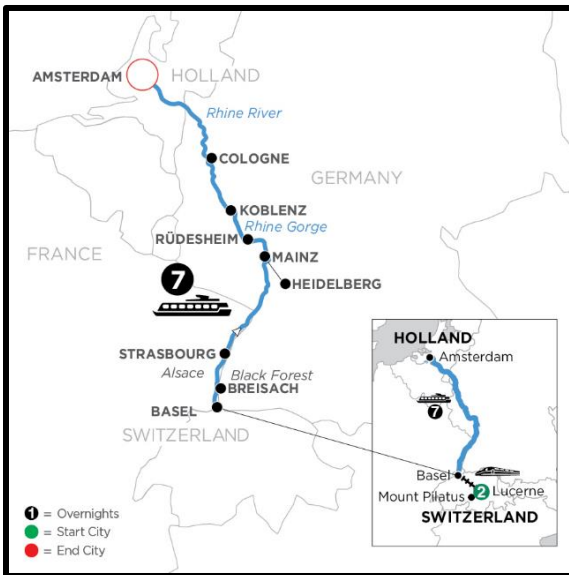 AMSTERDAM
HOLLAND
Rhine River
COLOGNE
GERMANY
KOBLENZ
Rhine Gorge
RÜDESHEIM
FRANCE
MAINZ
7
HEIDELBERG
STRASBOURG
Alsace
Black Forest
BREISACH
BASEL
SWITZERLAND
HOLLAND
Amsterdam
7
Basel
2 Lucerne
Mount Pilatus
SWITZERLAND
1 = Overnights
= Start City
= End City